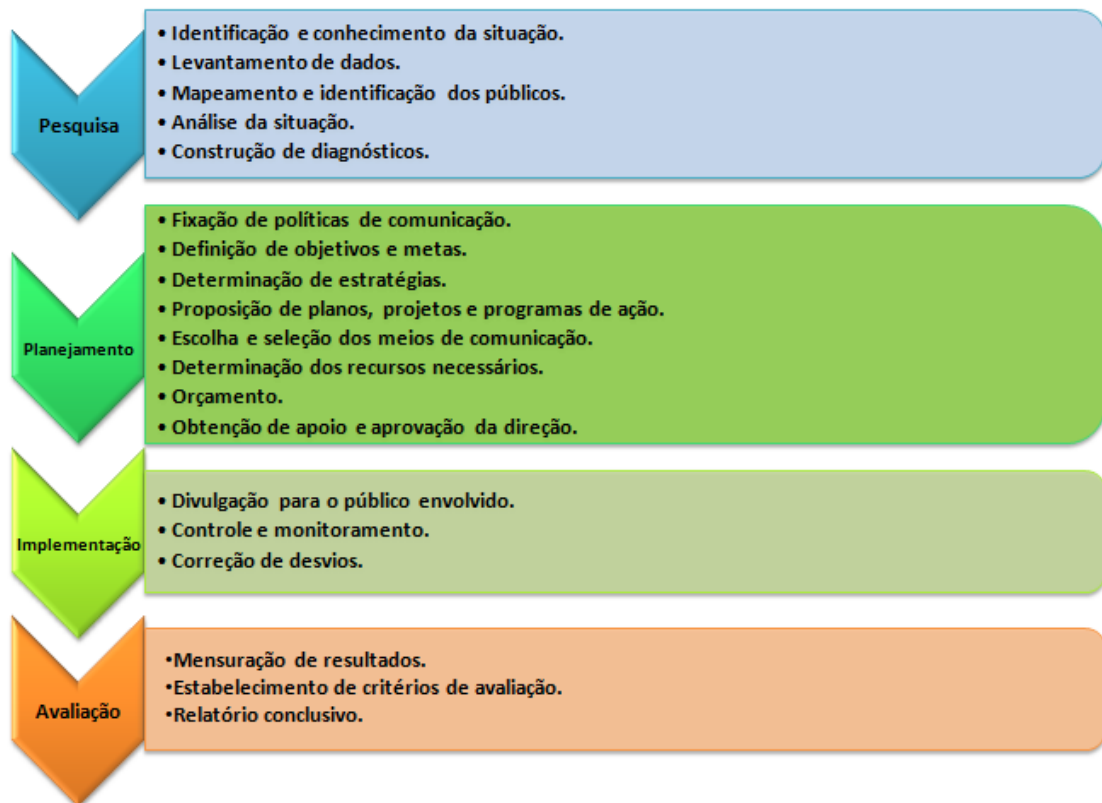 Pesquisa
• Identificação e conhecimento da situação.
• Levantamento de dados.
• Mapeamento e identificação dos públicos.
• Análise da situação.
• Construção de diagnósticos.
Planejamento
• Fixação de políticas de comunicação.
• Definição de objetivos e metas.
• Determinação de estratégias.
• Proposição de planos, projetos e programas de ação.
• Escolha e seleção dos meios de comunicação.
• Determinação dos recursos necessários.
• Orçamento.
• Obtenção de apoio e aprovação da direção.
Implementação
• Divulgação para o público envolvido.
• Controle e monitoramento.
• Correção de desvios.
Avaliação
•Mensuração de resultados.
•Estabelecimento de critérios de avaliação.
•Relatório conclusivo.